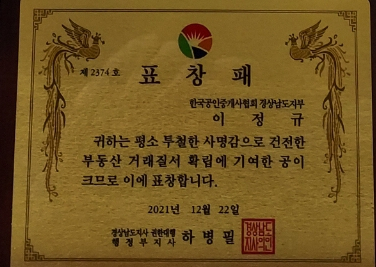 제 2374 호
표 창 패
한국공인중개사협회 경상남도지부
이 정 규
귀하는 평소 투철한 사명감으로 건전한
부동산 거래질서 확립에 기여한 공이
크므로 이에 표창합니다.
2021년 12월 22일
경상남도지사 권한대행
행 정 부 지 사 하 병 필
경상남도
지사의인